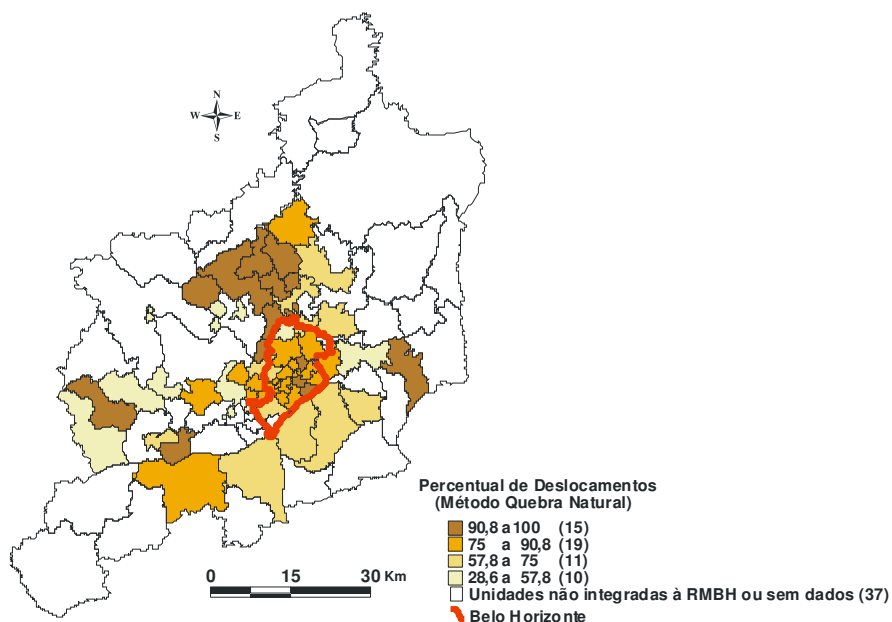 N
W E
S
Percentual de Deslocamentos
(Método Quebra Natural)
90,8 a 100 (15)
75 a 90,8 (19)
57,8 a 75 (11)
28,6 a 57,8 (10)
Unidades não integradas à RMBH ou sem dados (37)
Belo Horizonte
0 15 30 Km